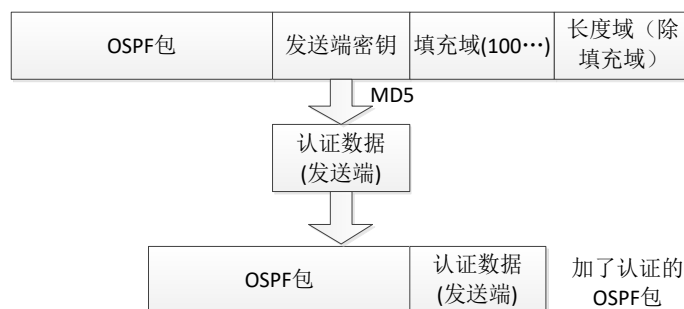 OSPF包
发送端密钥
填充域(100…)
长度域（除
填充域）
MD5
认证数据
(发送端)
OSPF包
认证数据
(发送端)
加了认证的
OSPF包